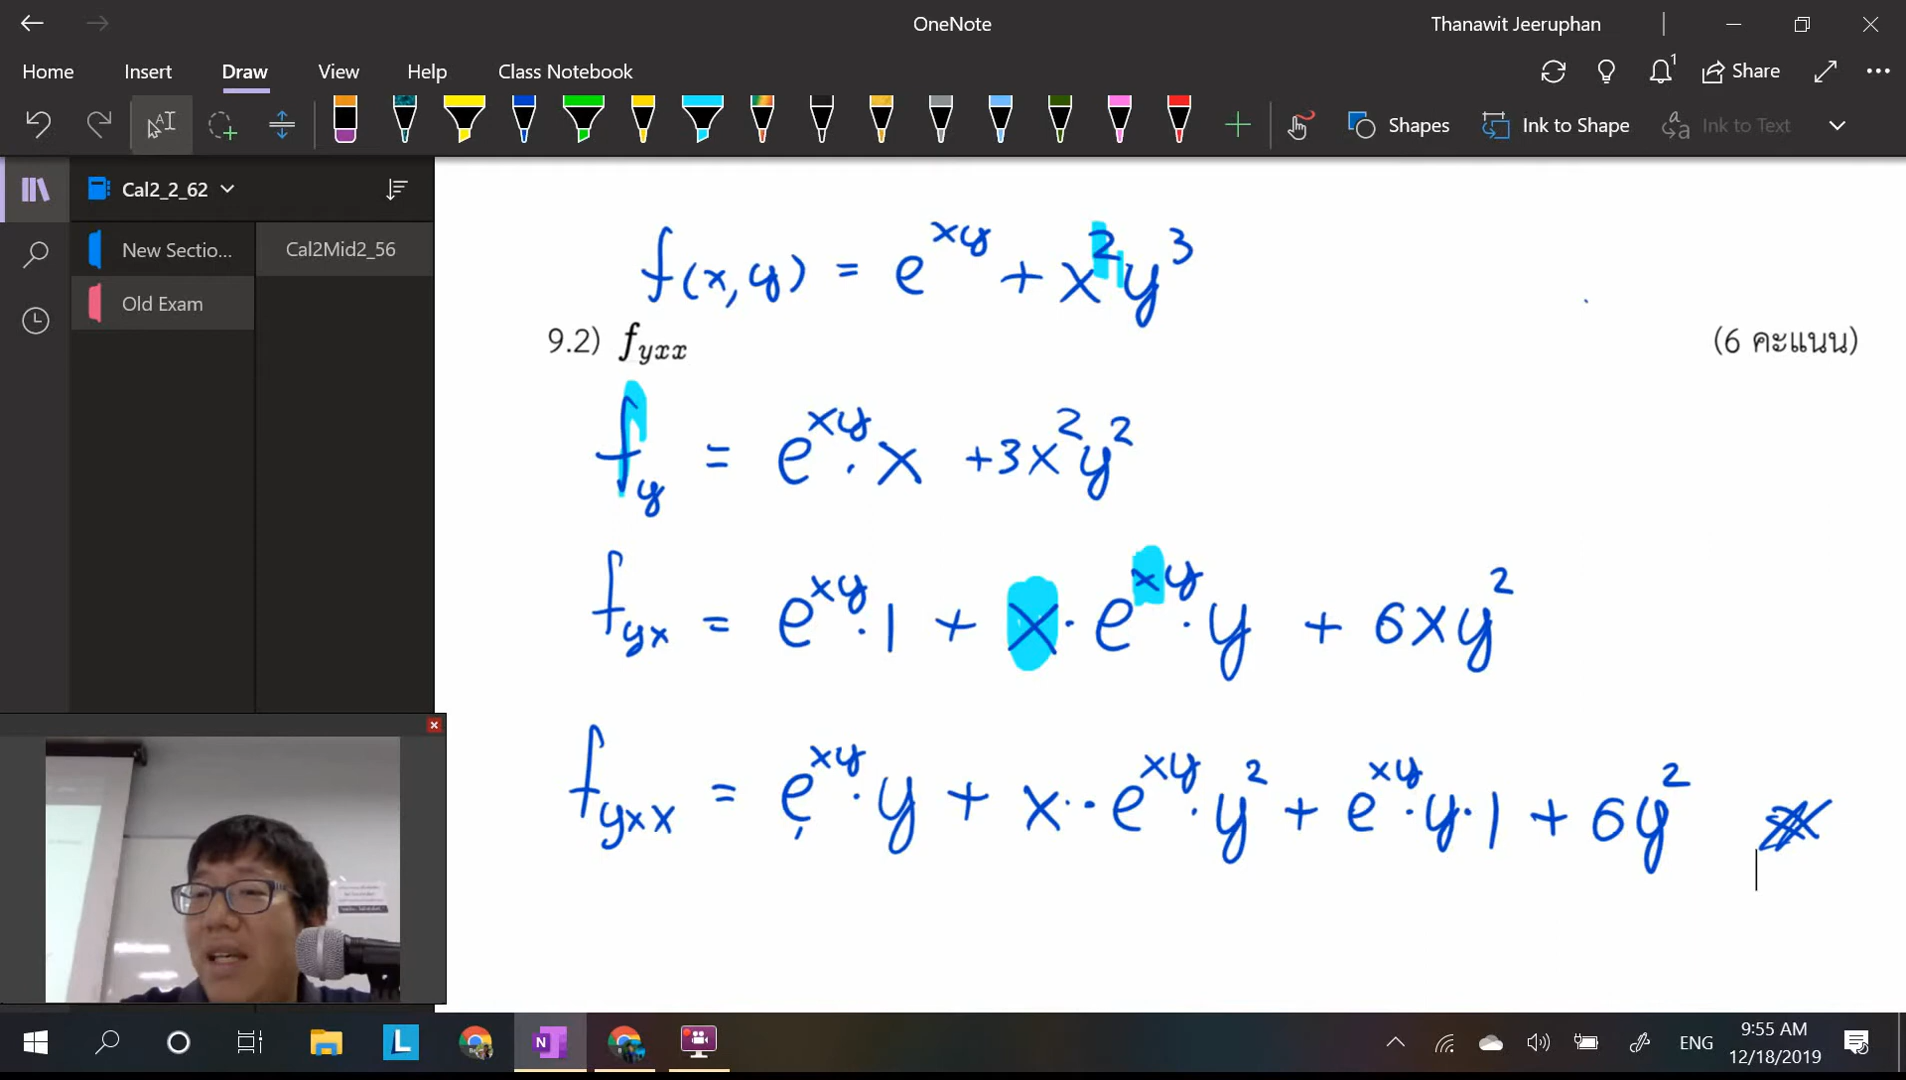 OneNote
Thanawit Jeeruphan
Home Insert Draw View Help Class Notebook
1
Share
Shapes
Ink to Shape
Ink to Text
Cal2_2_62
New Sectio...
Cal2Mid2_56
Old Exam
f(x,y) = e^{xy} + x^2y^3
9.2) f_{yxx} (6 คะแนน)
f_y = e^{xy}·x +3x^2y^2
f_{yx} = e^{xy}·1 + x·e^{xy}·y + 6xy^2
f_{yxx} = e^{xy}·y + x··e^{xy}·y^2 + e^{xy}·y·1 + 6y^2
ENG
9:55 AM
12/18/2019